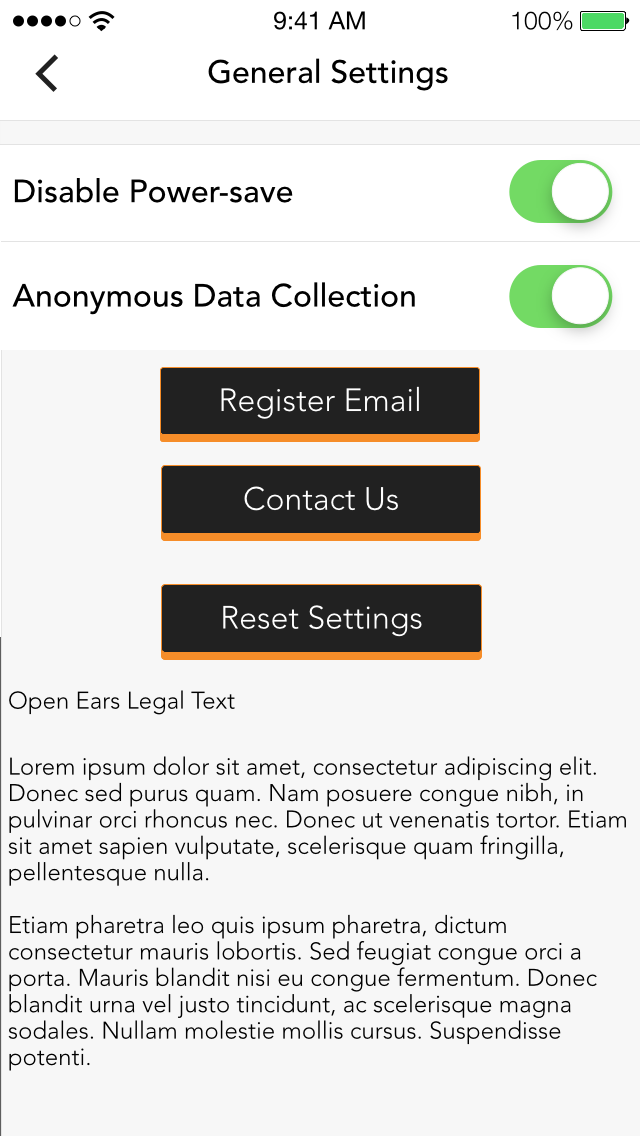 9:41 AM 100%
General Settings
Disable Power-save
Anonymous Data Collection
Register Email
Contact Us
Reset Settings
Open Ears Legal Text
Lorem ipsum dolor sit amet, consectetur adipiscing elit.
Donec sed purus quam. Nam posuere congue nibh, in
pulvinar orci rhoncus nec. Donec ut venenatis tortor. Etiam
sit amet sapien vulputate, scelerisque quam fringilla,
pellentesque nulla.
Etiam pharetra leo quis ipsum pharetra, dictum
consectetur mauris lobortis. Sed feugiat congue orci a
porta. Mauris blandit nisi eu congue fermentum. Donec
blandit urna vel justo tincidunt, ac scelerisque magna
sodales. Nullam molestie mollis cursus. Suspendisse
potenti.